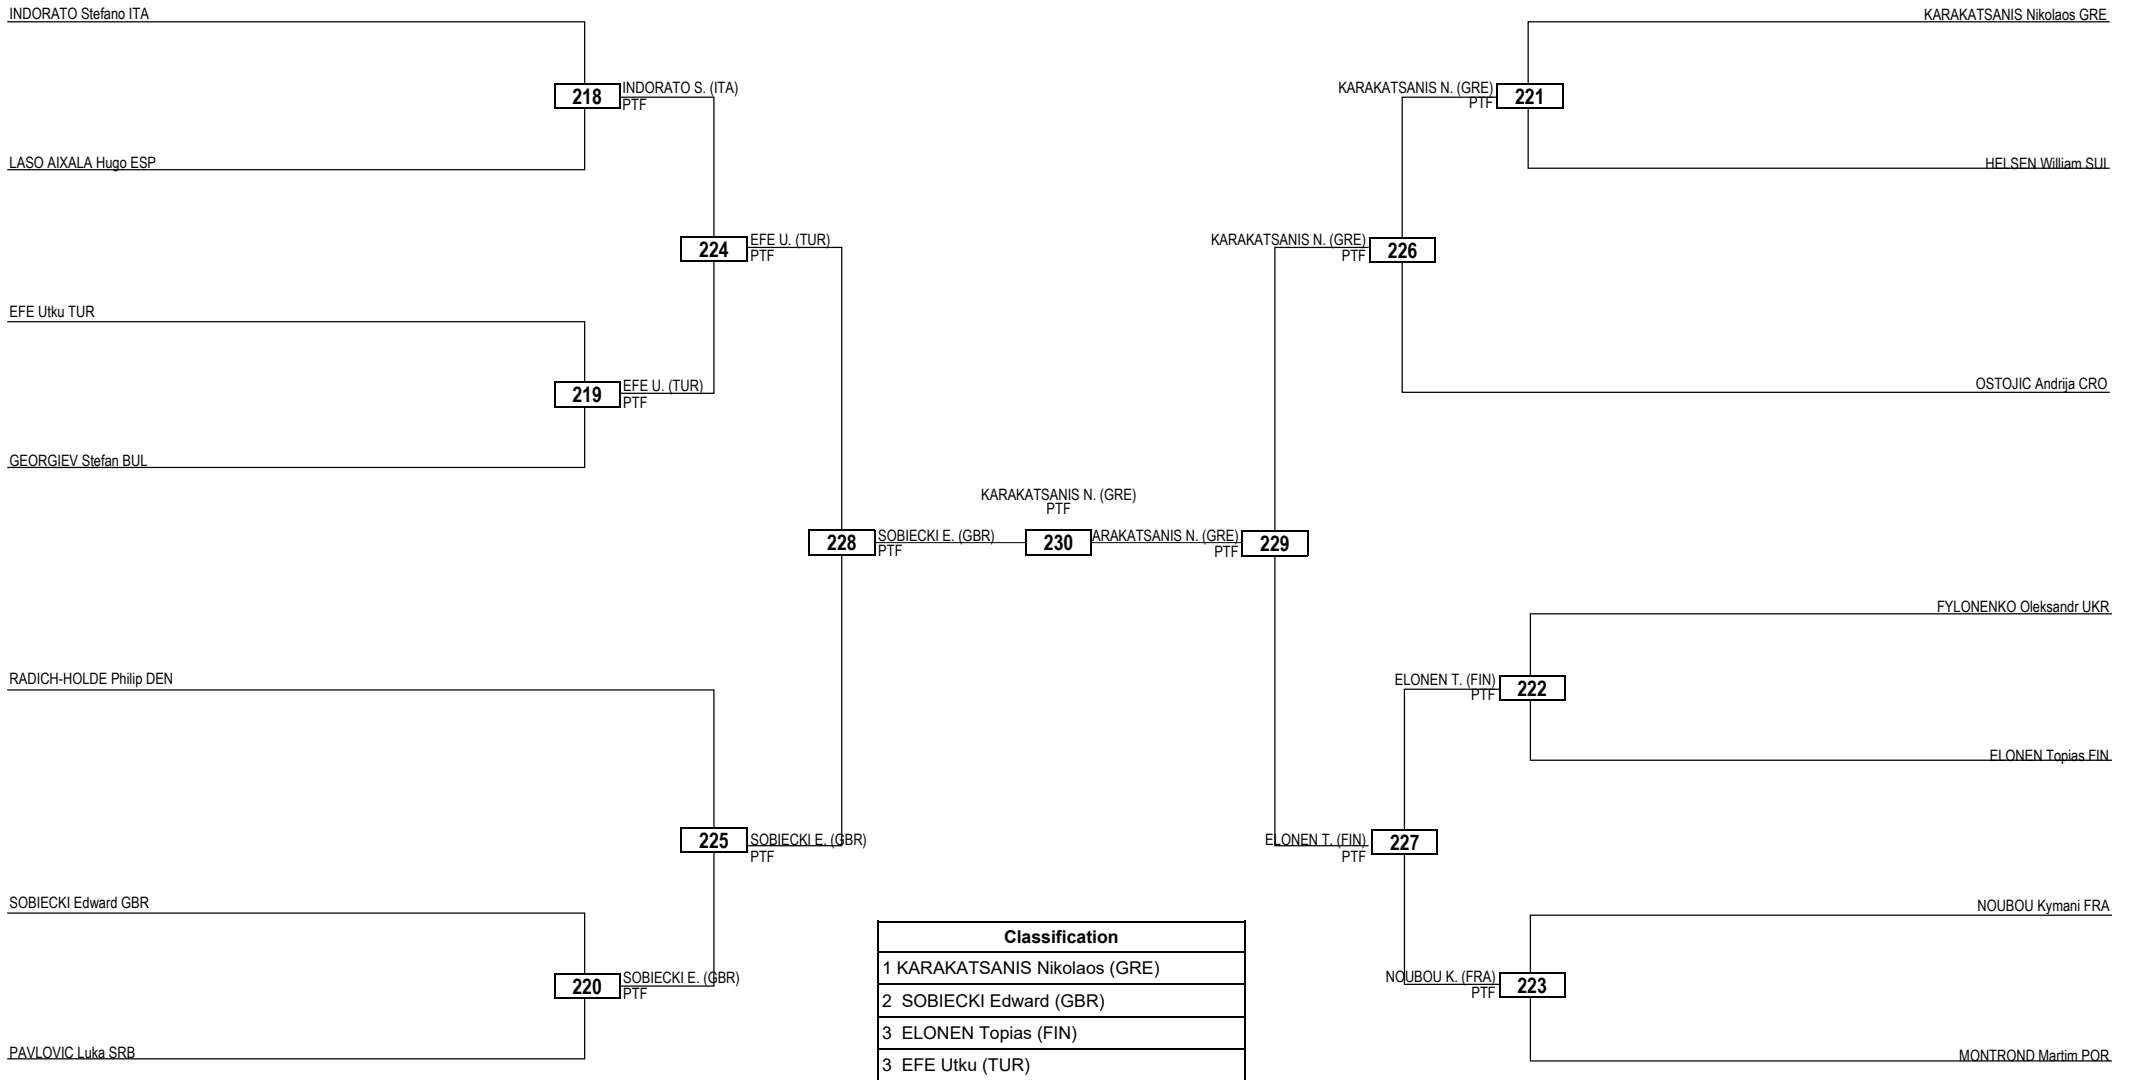 INDORATO Stefano ITA
KARAKATSANIS Nikolaos GRE
218
INDORATO S. (ITA)
PTF
KARAKATSANIS N. (GRE)
PTF
221
LASO AIXALA Hugo ESP
HELSEN William SUI
224
EFE U. (TUR)
PTF
KARAKATSANIS N. (GRE)
PTF
226
EFE Utku TUR
219
EFE U. (TUR)
PTF
OSTOJIC Andrija CRO
GEORGIEV Stefan BUL
KARAKATSANIS N. (GRE)
PTF
228
SOBIECKI E. (GBR)
PTF
230
ARAKATSANIS N. (GRE)
PTF
229
FYLONENKO Oleksandr UKR
RADICH-HOLDE Philip DEN
ELONEN T. (FIN)
PTF
222
ELONEN Topias FIN
225
SOBIECKI E. (GBR)
PTF
ELONEN T. (FIN)
PTF
227
SOBIECKI Edward GBR
NOUBOU Kymani FRA
220
SOBIECKI E. (GBR)
PTF
NOUBOU K. (FRA)
PTF
223
PAVLOVIC Luka SRB
MONTROND Martim POR
Classification
1 KARAKATSANIS Nikolaos (GRE)
2 SOBIECKI Edward (GBR)
3 ELONEN Topias (FIN)
3 EFE Utku (TUR)